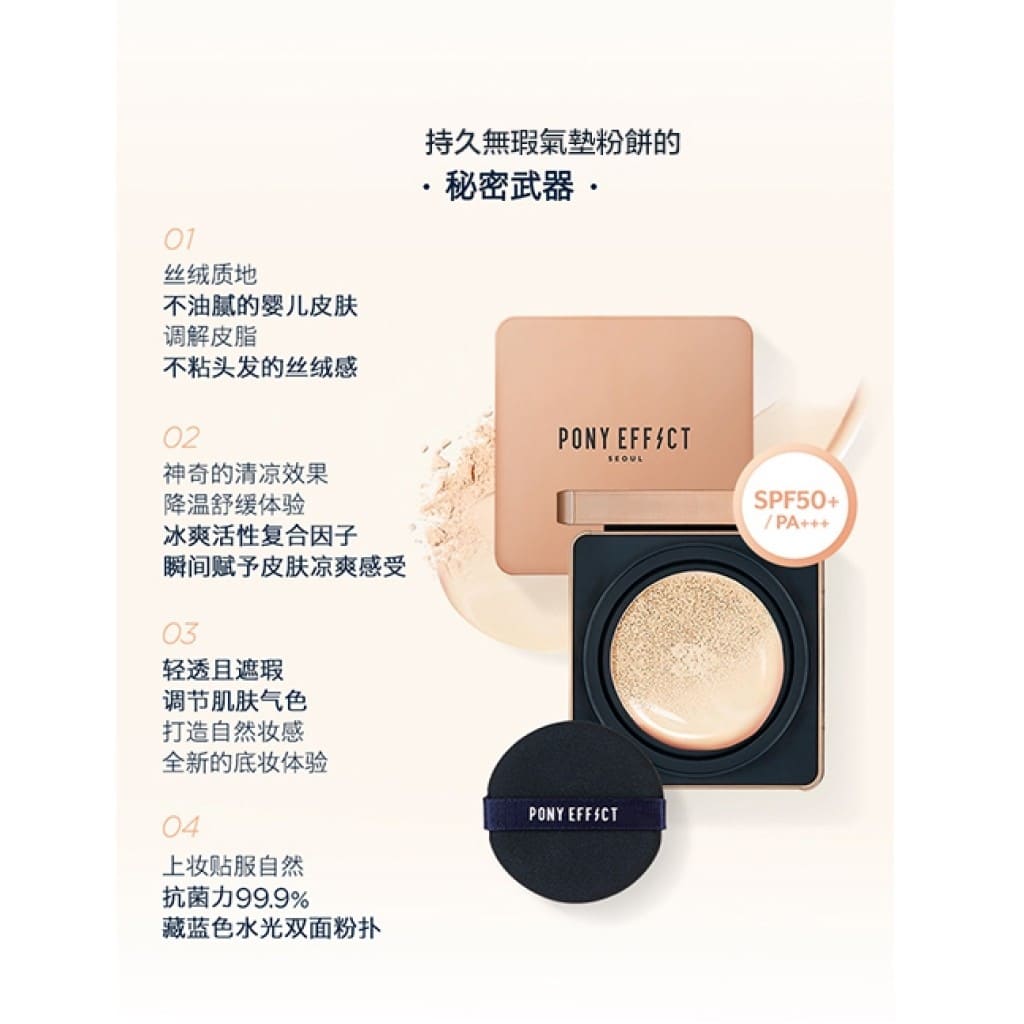 持久無瑕氣墊粉餅的
· 秘密武器 ·
01
丝绒质地
不油腻的婴儿皮肤
调解皮脂
不粘头发的丝绒感
02
神奇的清凉效果
降温舒缓体验
冰爽活性复合因子
瞬间赋予皮肤凉爽感受
03
轻透且遮瑕
调节肌肤气色
打造自然妆感
全新的底妆体验
04
上妆贴服自然
抗菌力99.9%
藏蓝色水光双面粉扑
PONY EFFECT
SEOUL
SPF50+
/ PA+++
PONY EFFECT